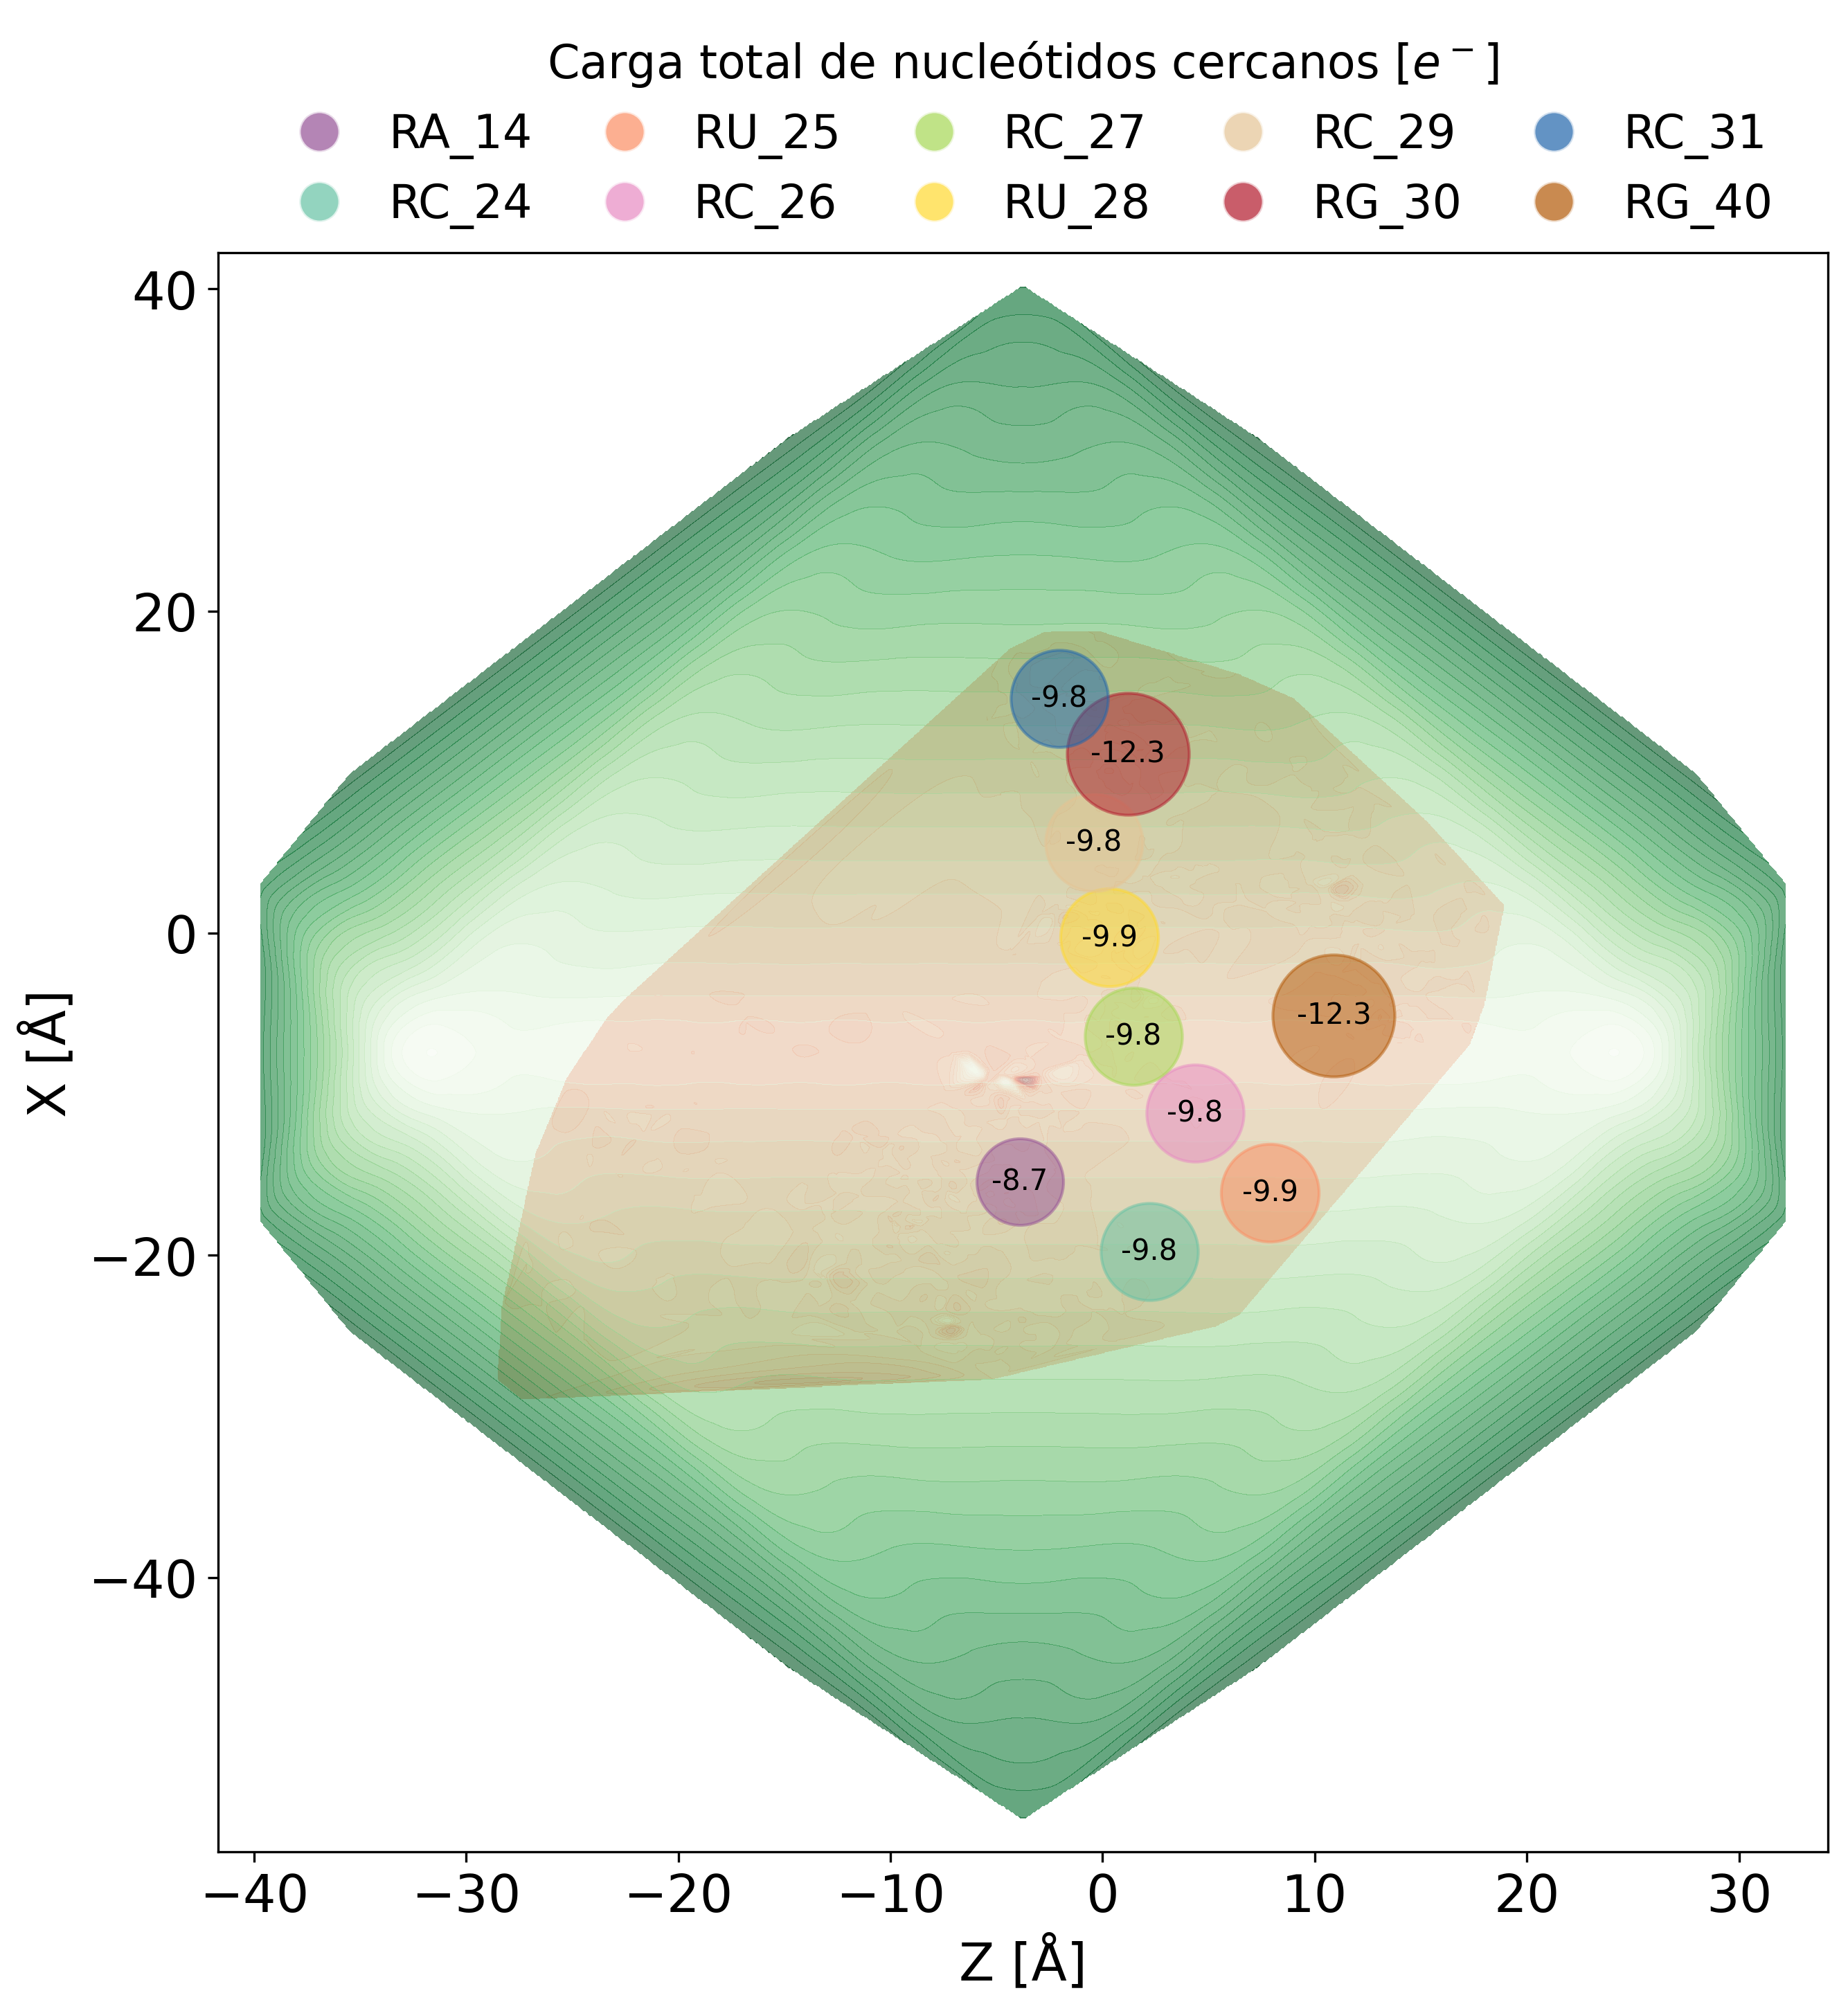 Carga total de nucleótidos cercanos [e⁻]
RA_14 RU_25 RC_27 RC_29 RC_31
RC_24 RC_26 RU_28 RG_30 RG_40
40
20
0
−20
−40
X [Å]
-9.8
-12.3
-9.8
-9.9
-12.3
-9.8
-9.8
-8.7
-9.9
-9.8
−40 −30 −20 −10 0 10 20 30
Z [Å]